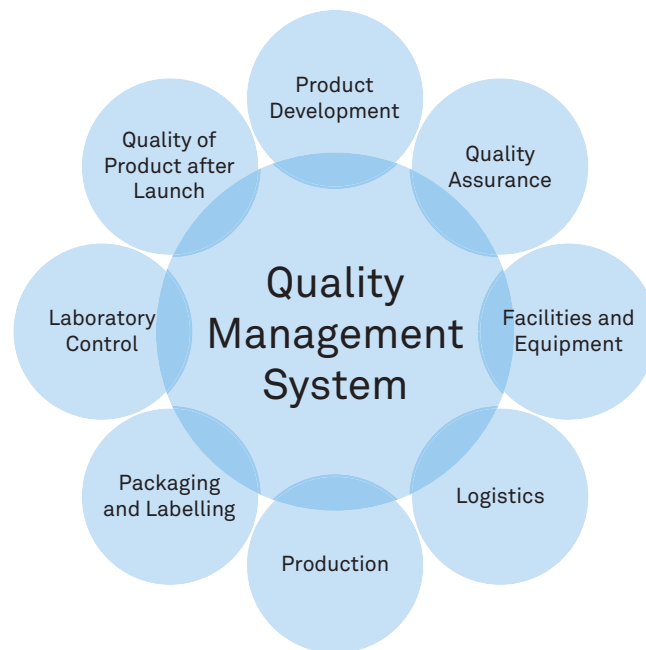 Product
Development
Quality
Assurance
Facilities and
Equipment
Logistics
Production
Packaging
and Labelling
Laboratory
Control
Quality of
Product after
Launch
Quality
Management
System